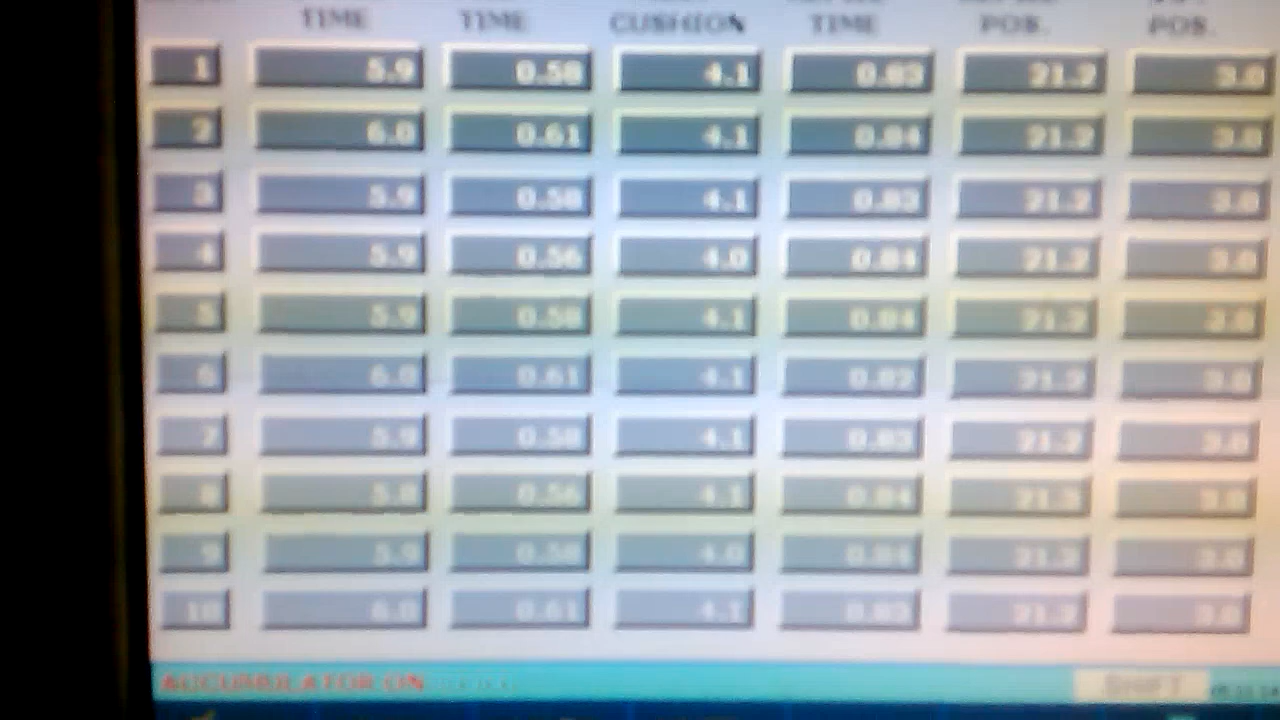 TIME TIME CUSHION TIME POS. POS.
1 5.9 0.58 4.1 0.83 21.2 3.0
2 6.0 0.61 4.1 0.84 21.2 3.0
3 5.9 0.58 4.1 0.83 21.2 3.0
4 5.9 0.56 4.0 0.84 21.2 3.0
5 5.9 0.58 4.1 0.84 21.2 3.0
6 6.0 0.61 4.1 0.82 21.2 3.0
7 5.9 0.58 4.1 0.83 21.2 3.0
8 5.8 0.56 4.1 0.84 3.0
9 5.9 0.58 4.0 0.84 3.0
10 6.0 0.61 4.1 0.83 21.2 3.0
ACCUMULATOR ON SHIFT